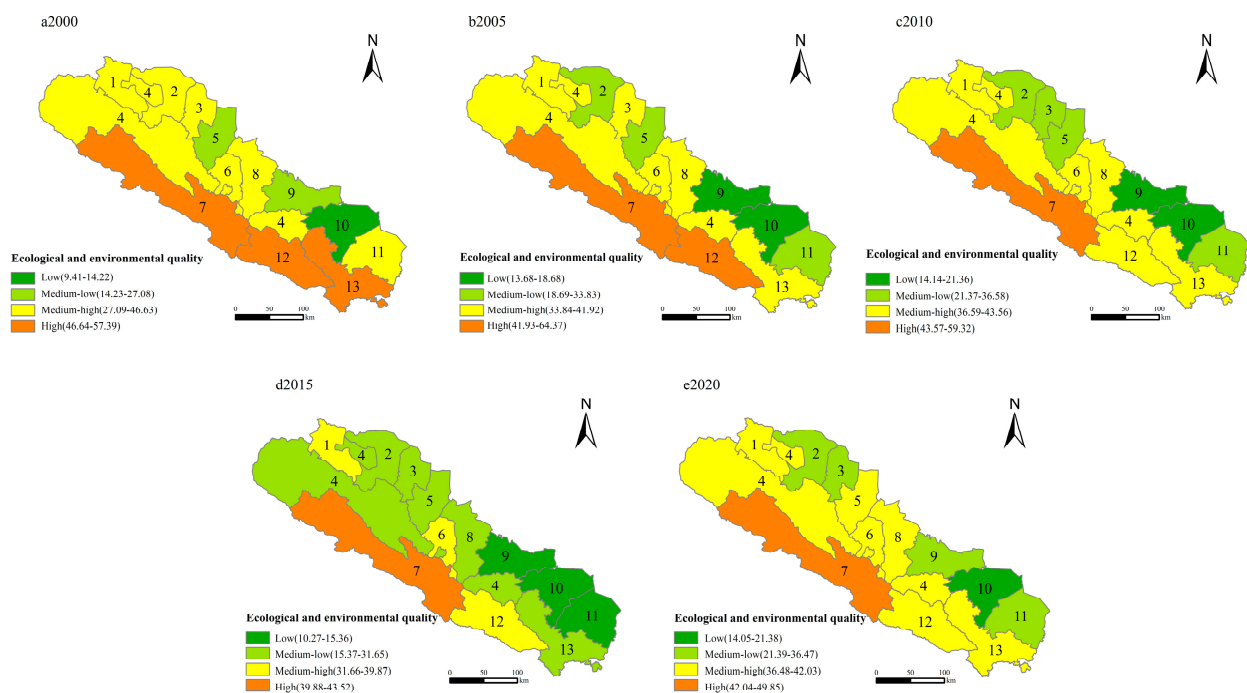 a2000
N
1
4
2
3
4
5
6
8
9
7
4
10
11
12
13
Ecological and environmental quality
Low(9.41-14.22)
Medium-low(14.23-27.08)
Medium-high(27.09-46.63)
High(46.64-57.39)
0 50 100
km
b2005
N
1
4
2
3
4
5
6
8
9
7
4
10
11
12
13
Ecological and environmental quality
Low(13.68-18.68)
Medium-low(18.69-33.83)
Medium-high(33.84-41.92)
High(41.93-64.37)
0 50 100
km
c2010
N
1
4
2
3
4
5
6
8
9
7
4
10
11
12
13
Ecological and environmental quality
Low(14.14-21.36)
Medium-low(21.37-36.58)
Medium-high(36.59-43.56)
High(43.57-59.32)
0 50 100
km
d2015
N
1
4
2
3
4
5
6
8
9
7
4
10
11
12
13
Ecological and environmental quality
Low(10.27-15.36)
Medium-low(15.37-31.65)
Medium-high(31.66-39.87)
High(39.88-43.52)
0 50 100
km
e2020
N
1
4
2
3
4
5
6
8
9
7
4
10
11
12
13
Ecological and environmental quality
Low(14.05-21.38)
Medium-low(21.39-36.47)
Medium-high(36.48-42.03)
High(42.04-49.85)
0 50 100
km